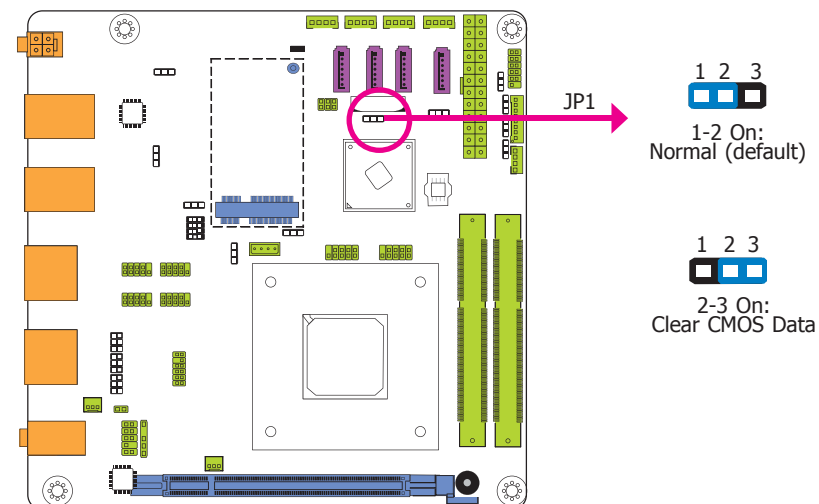 JP1
1 2 3
1-2 On:
Normal (default)
1 2 3
2-3 On:
Clear CMOS Data